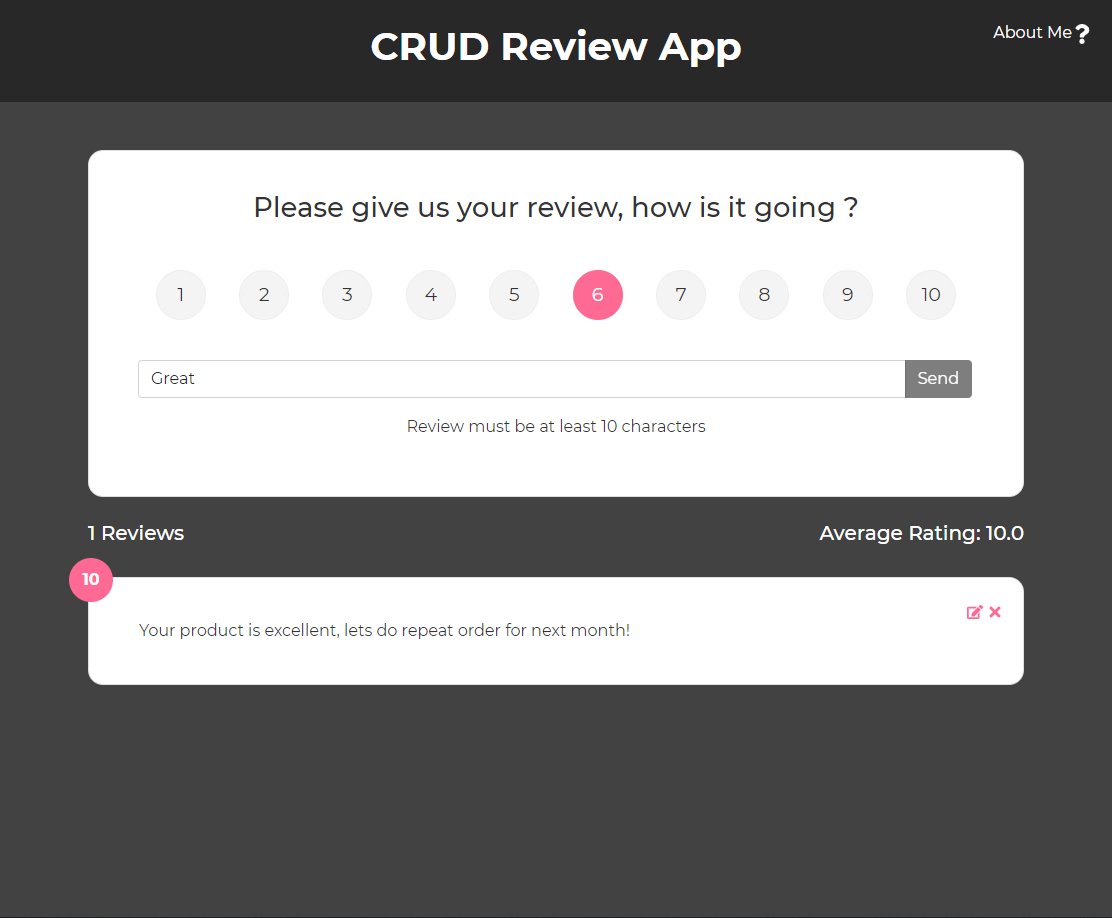 CRUD Review App
About Me ?
Please give us your review, how is it going ?
1 2 3 4 5 6 7 8 9 10
Great Send
Review must be at least 10 characters
1 Reviews Average Rating: 10.0
10
Your product is excellent, lets do repeat order for next month!